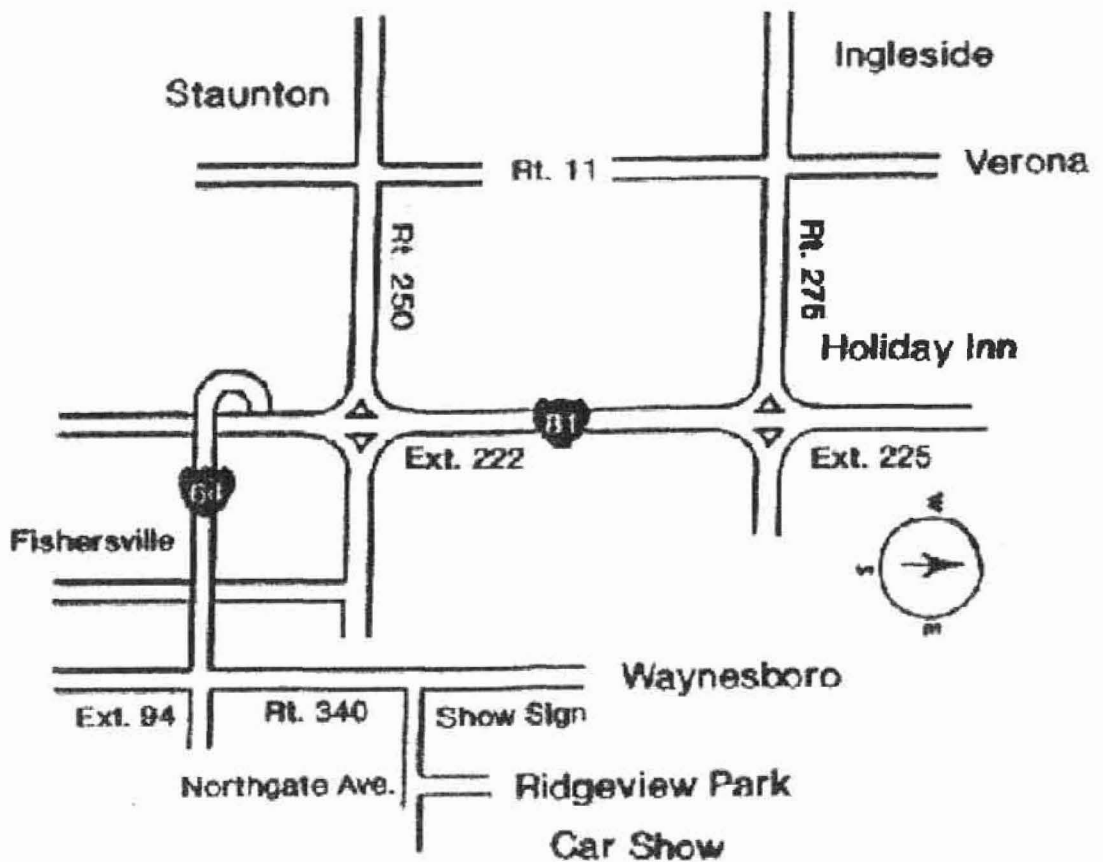 Ingleside
Staunton
Rt. 11
Verona
Rt. 250
Rt. 275
Holiday Inn
81
Ext. 222
Ext. 225
64
W
Fishersville
S
E
Waynesboro
Ext. 94
Rt. 340
Show Sign
Northgate Ave.
Ridgeview Park
Car Show